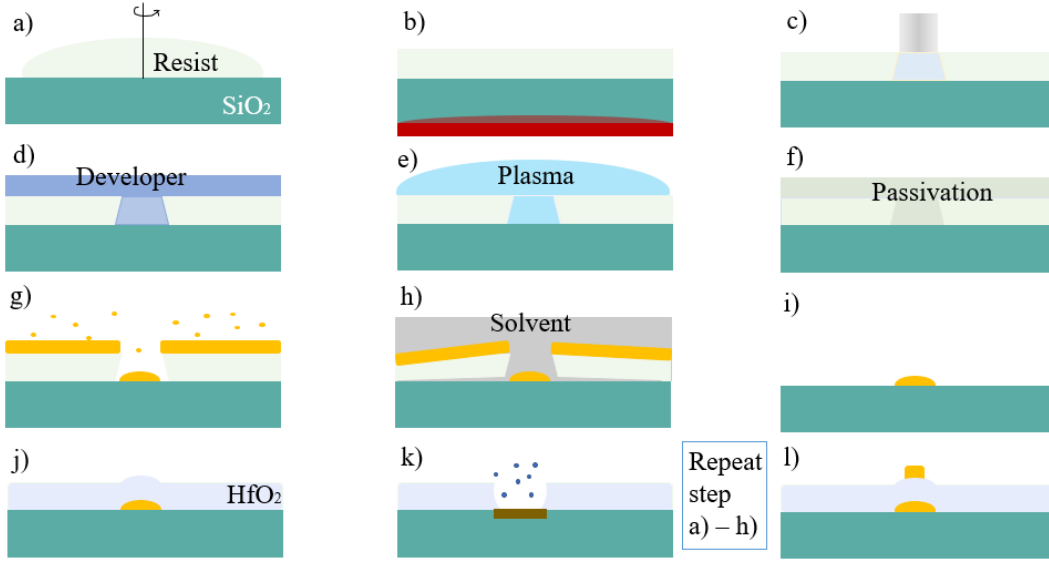 a)
Resist
SiO₂
b)
c)
d)
Developer
e)
Plasma
f)
Passivation
g)
h)
Solvent
i)
j)
HfO₂
k)
Repeat
step
a) – h)
l)